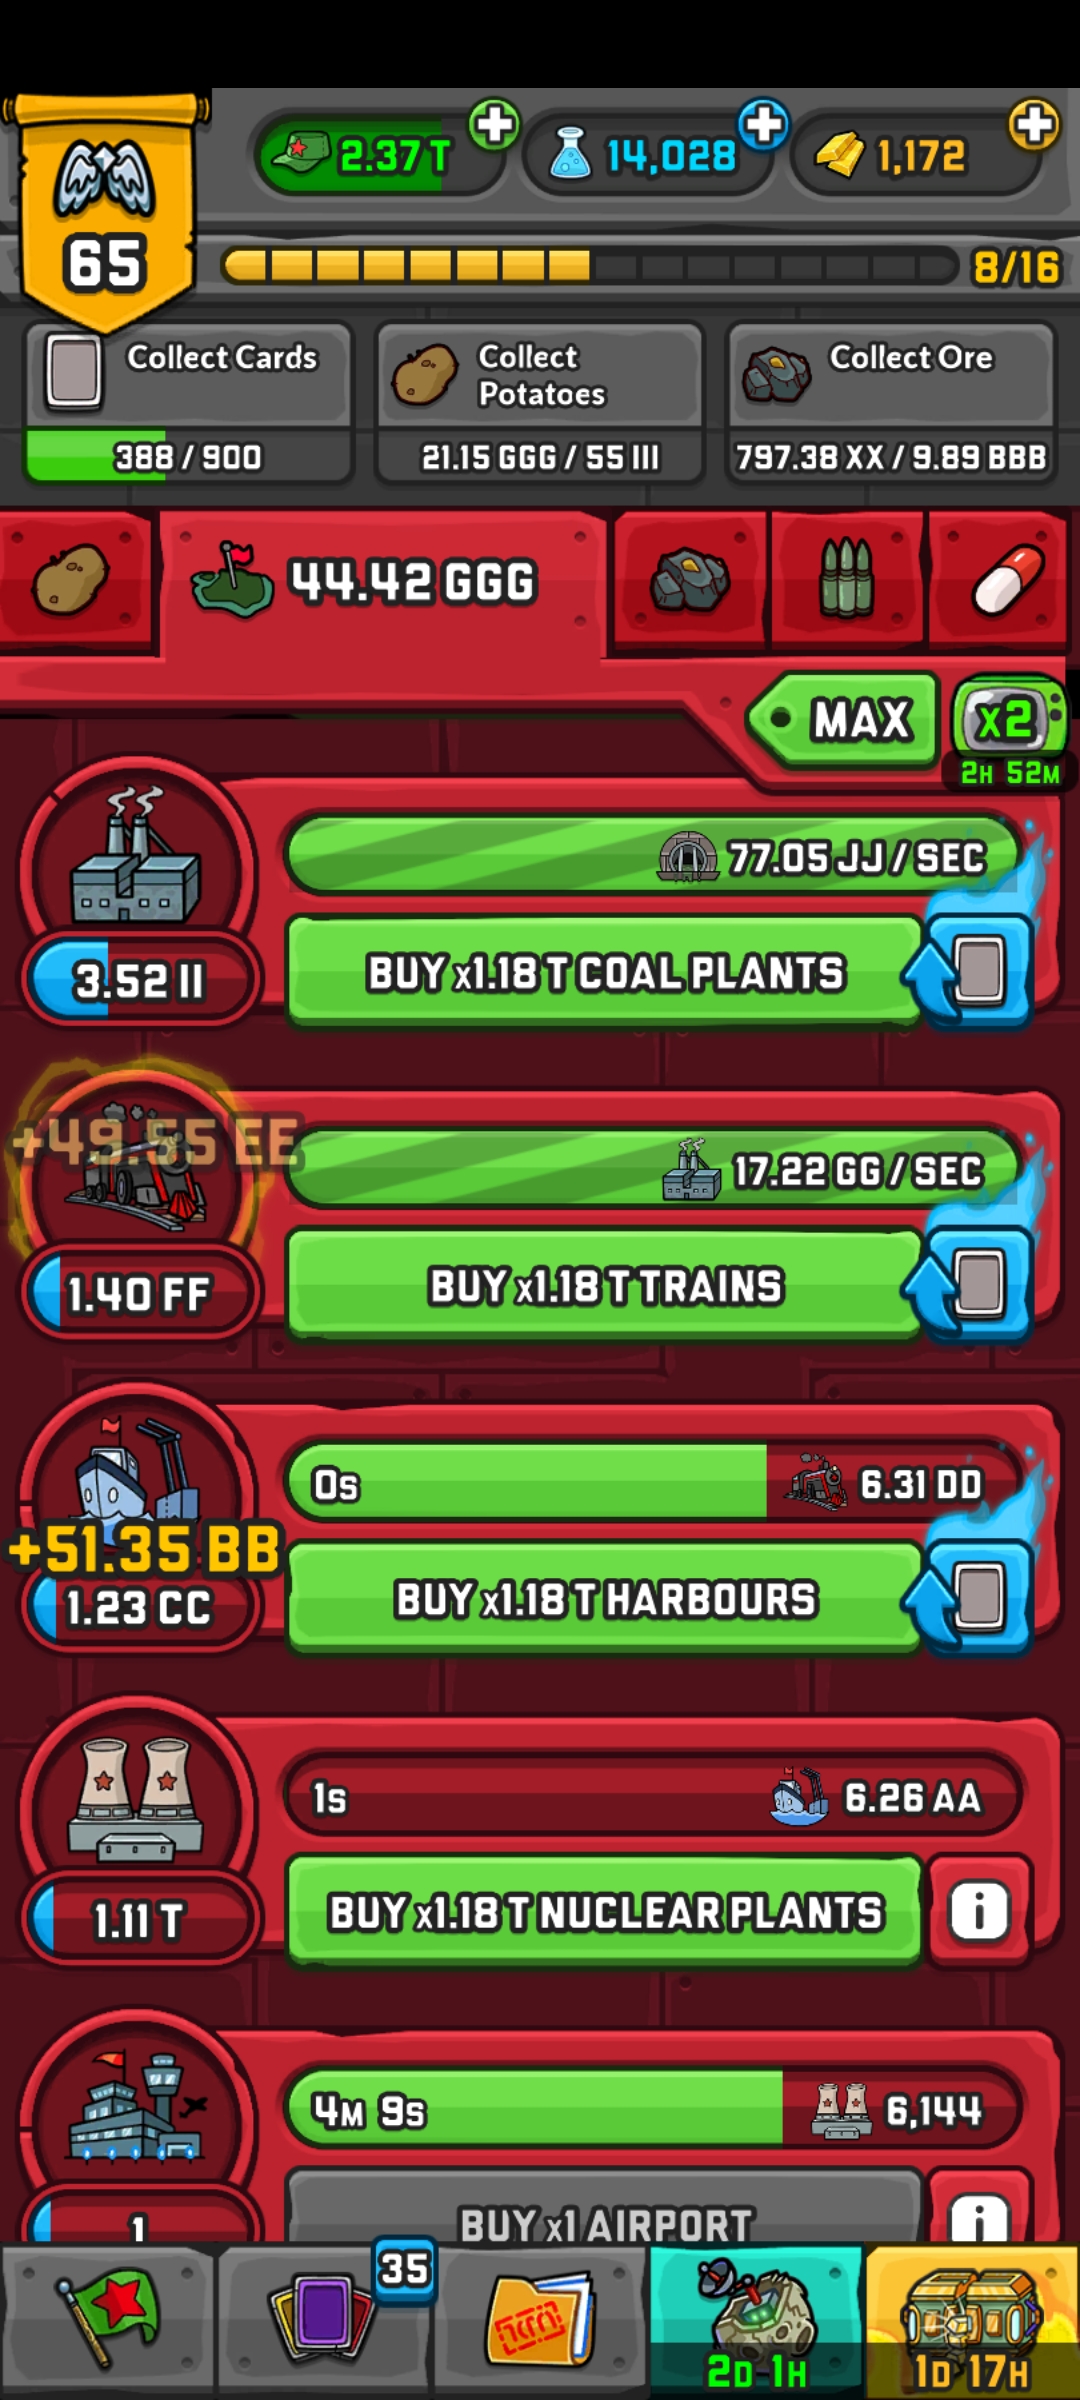 2.37 T
14,028
1,172
65
8/16
Collect Cards
388 / 900
Collect
Potatoes
21.15 GGG / 55 III
Collect Ore
797.38 XX / 9.89 BBB
44.42 GGG
MAX
x2
2H 52M
77.05 JJ / SEC
3.52 II
BUY x1.18 T COAL PLANTS
+49.55 EE
17.22 GG / SEC
1.40 FF
BUY x1.18 T TRAINS
0s
6.31 DD
+51.35 BB
1.23 CC
BUY x1.18 T HARBOURS
1s
6.26 AA
1.11 T
BUY x1.18 T NUCLEAR PLANTS
i
4M 9s
6,144
1
BUY x1 AIRPORT
i
35
2D 1H
1D 17H